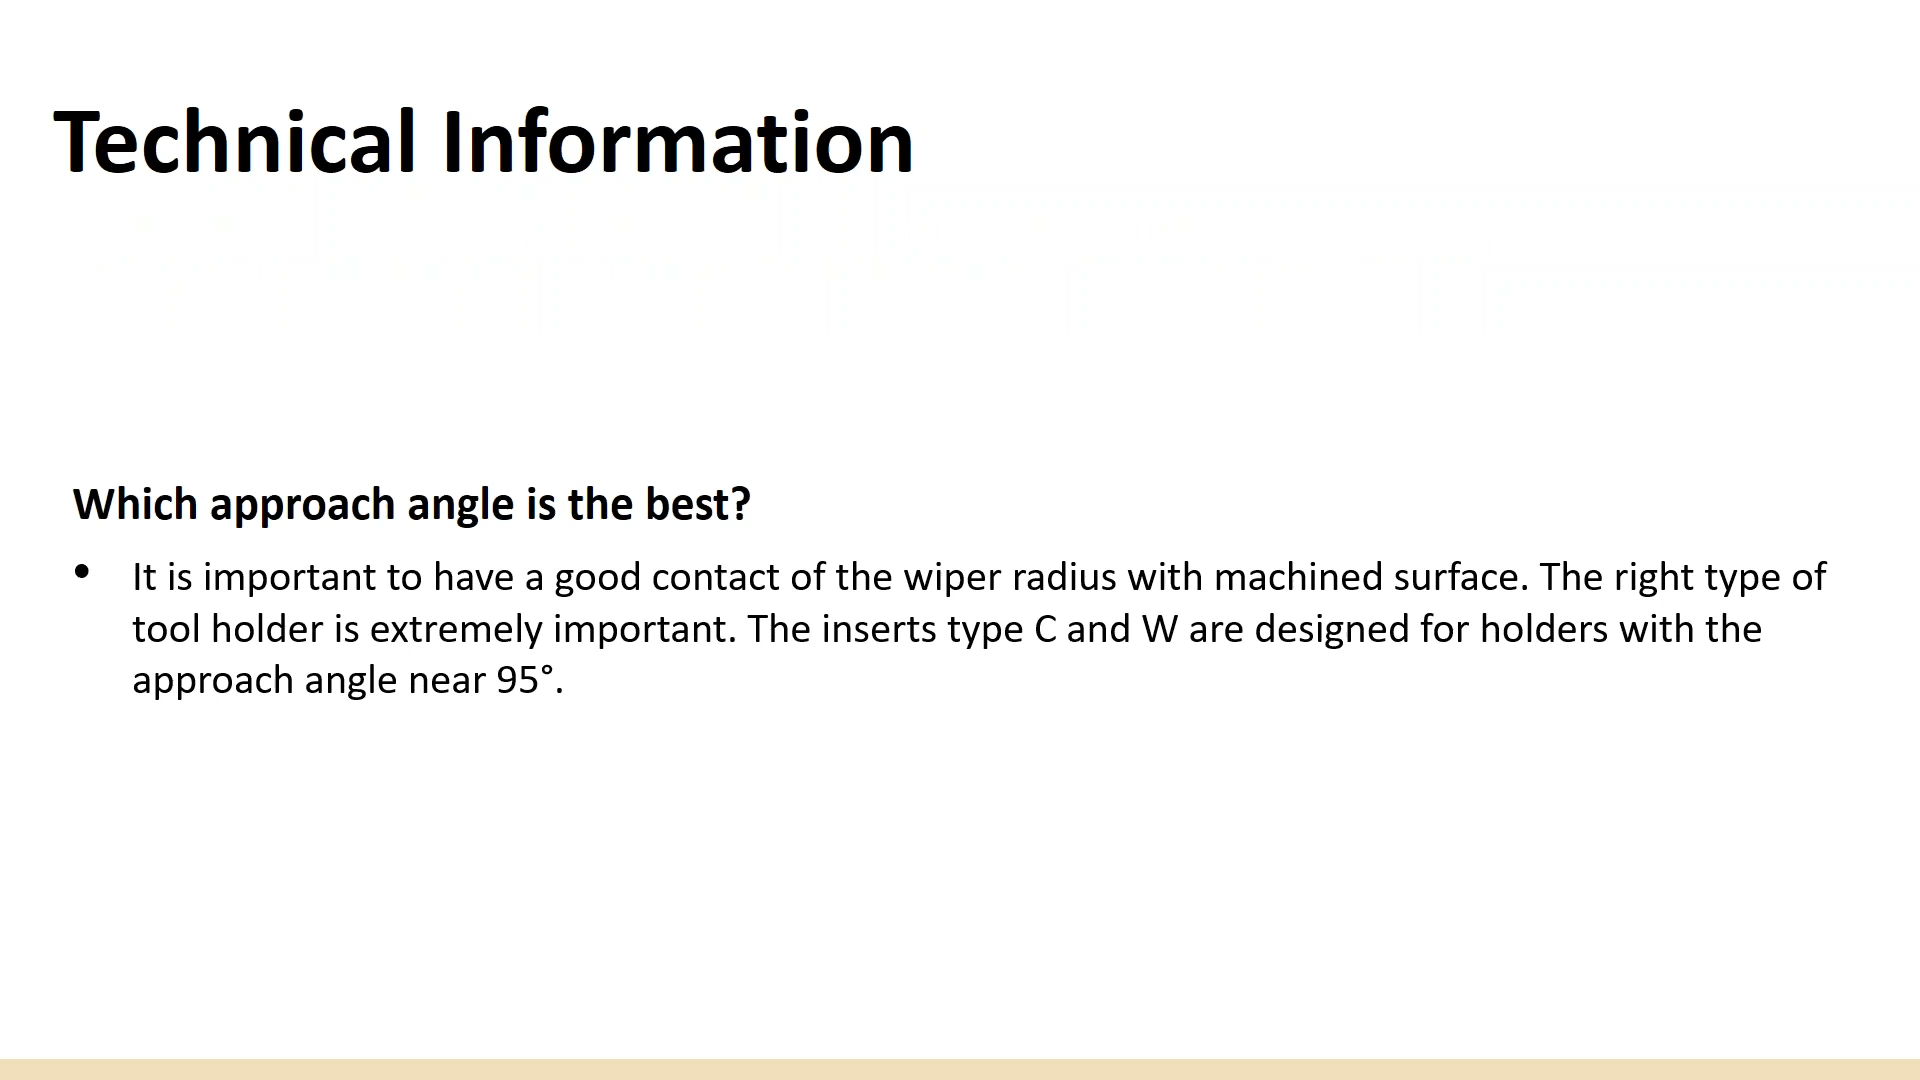 Technical Information
Which approach angle is the best?
• It is important to have a good contact of the wiper radius with machined surface. The right type of
tool holder is extremely important. The inserts type C and W are designed for holders with the
approach angle near 95°.